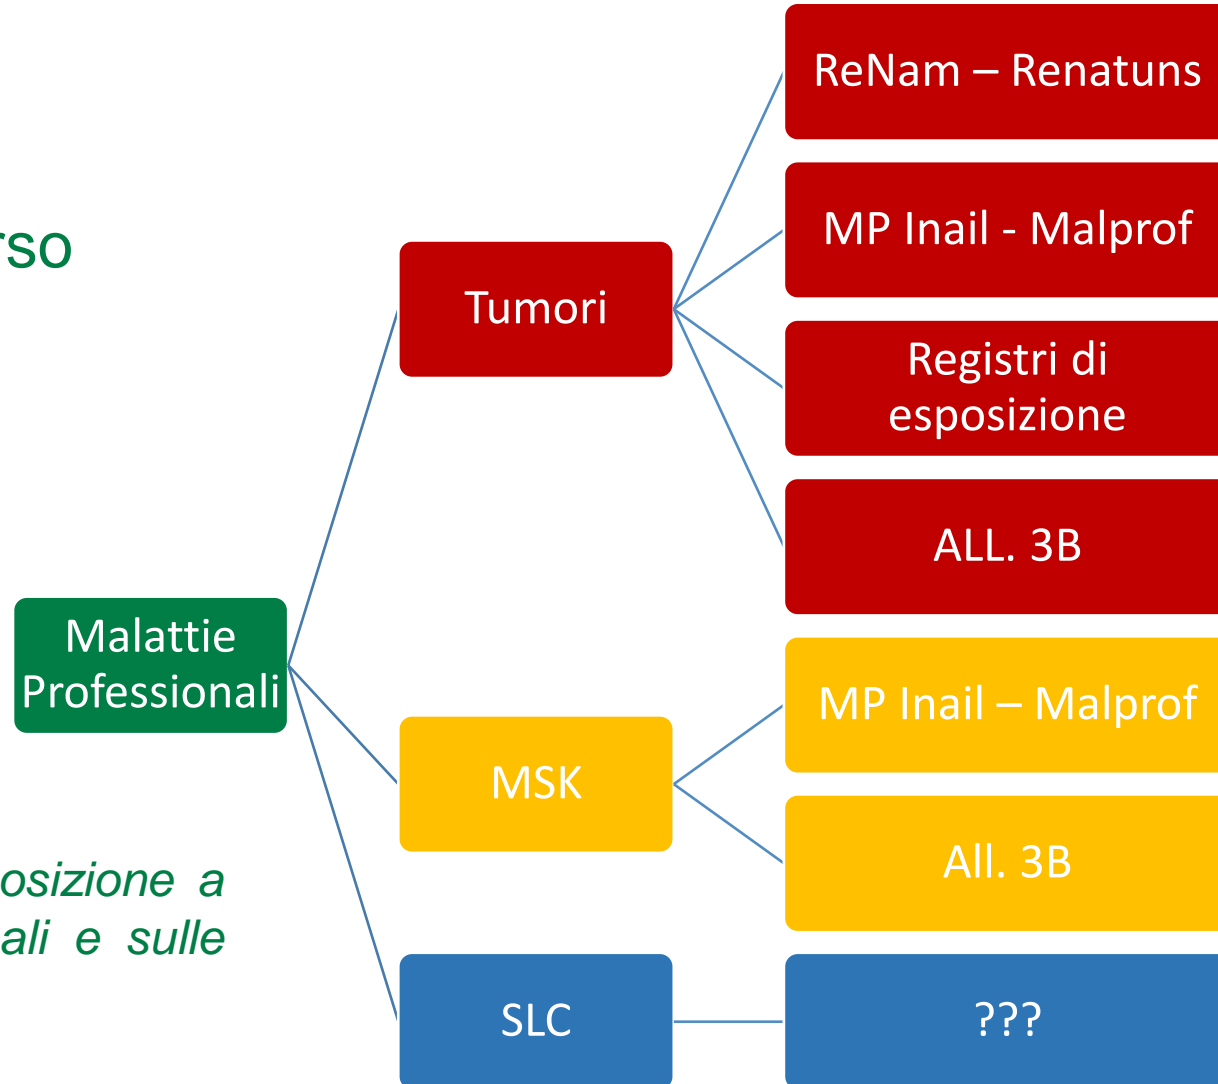 ReNam – Renatuns
rso
MP Inail - Malprof
Tumori
Registri di
esposizione
ALL. 3B
Malattie
Professionali
MP Inail – Malprof
MSK
All. 3B
osizione a
ali e sulle
SLC
???